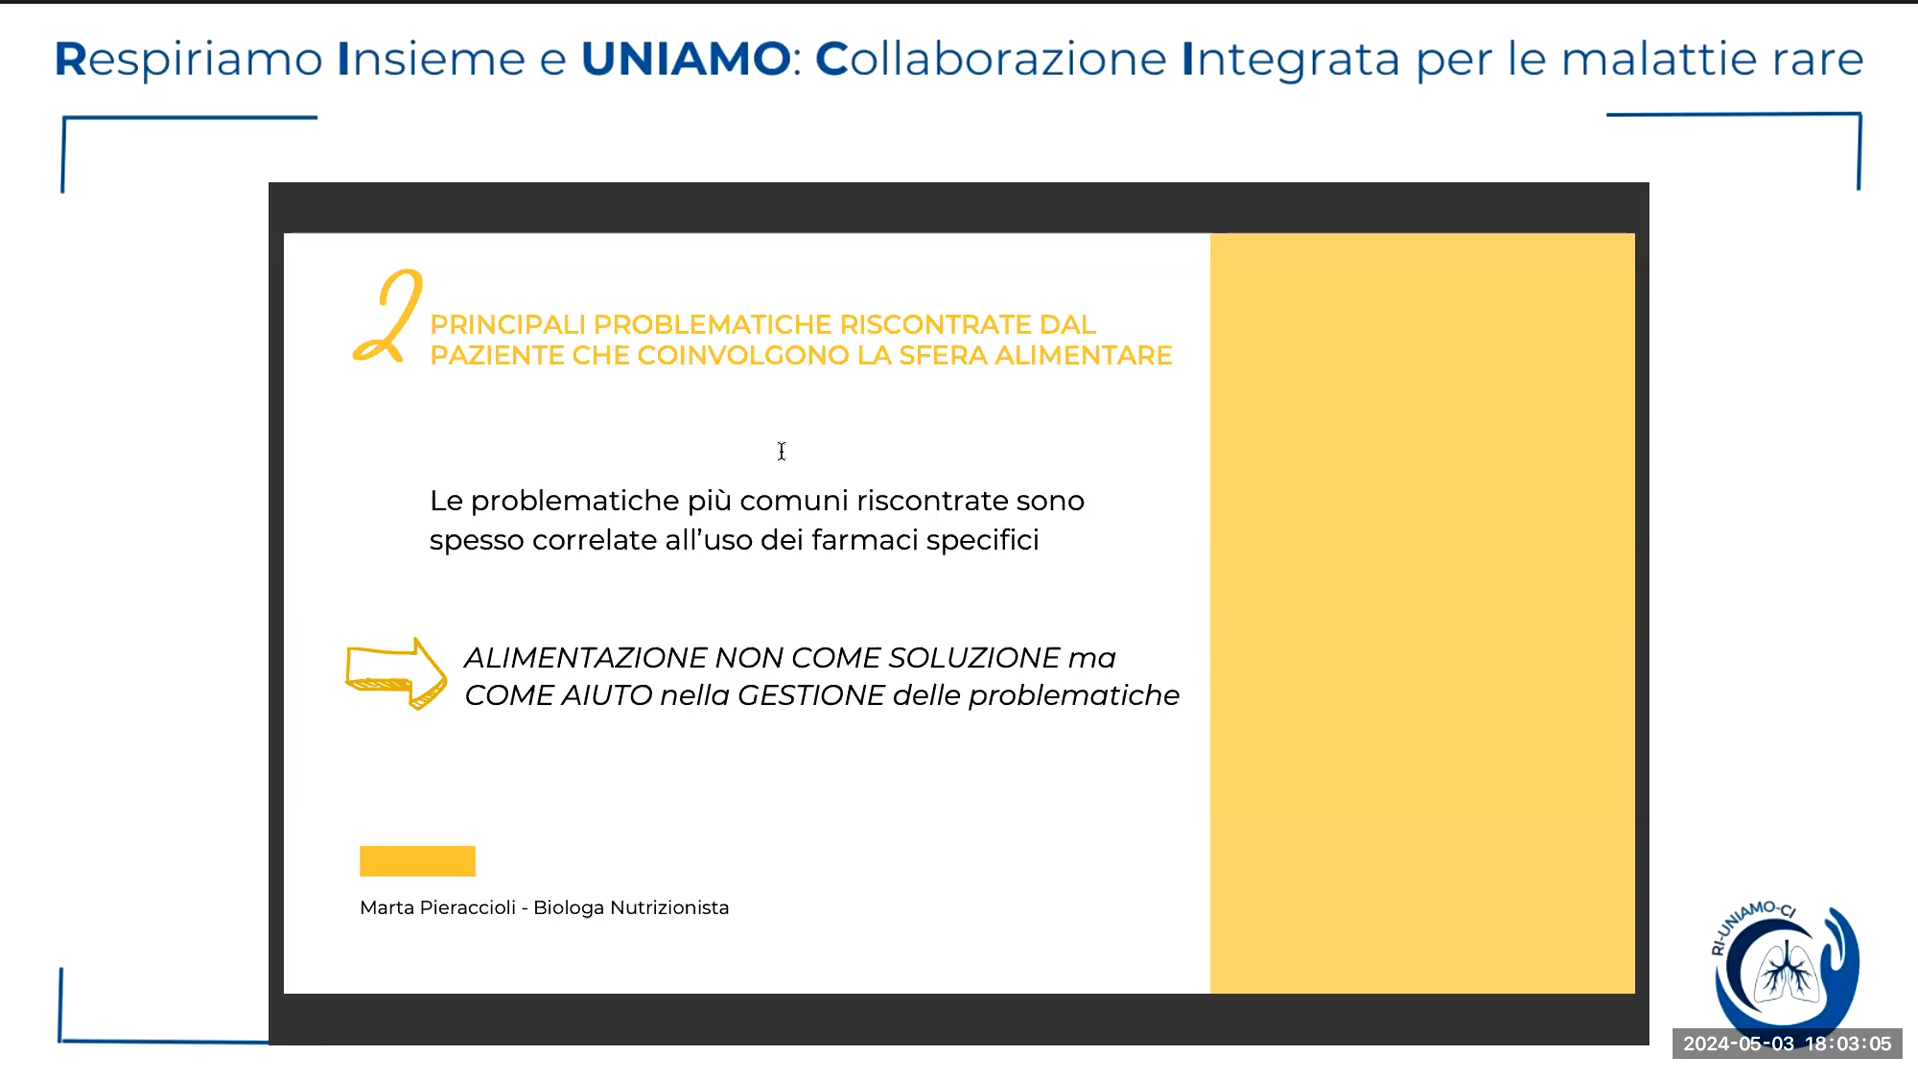 Respiriamo Insieme e UNIAMO: Collaborazione Integrata per le malattie rare
2
PRINCIPALI PROBLEMATICHE RISCONTRATE DAL
PAZIENTE CHE COINVOLGONO LA SFERA ALIMENTARE
Le problematiche più comuni riscontrate sono
spesso correlate all’uso dei farmaci specifici
ALIMENTAZIONE NON COME SOLUZIONE ma
COME AIUTO nella GESTIONE delle problematiche
Marta Pieraccioli - Biologa Nutrizionista
RI-UNIAMO-CI
2024-05-03 18:03:05